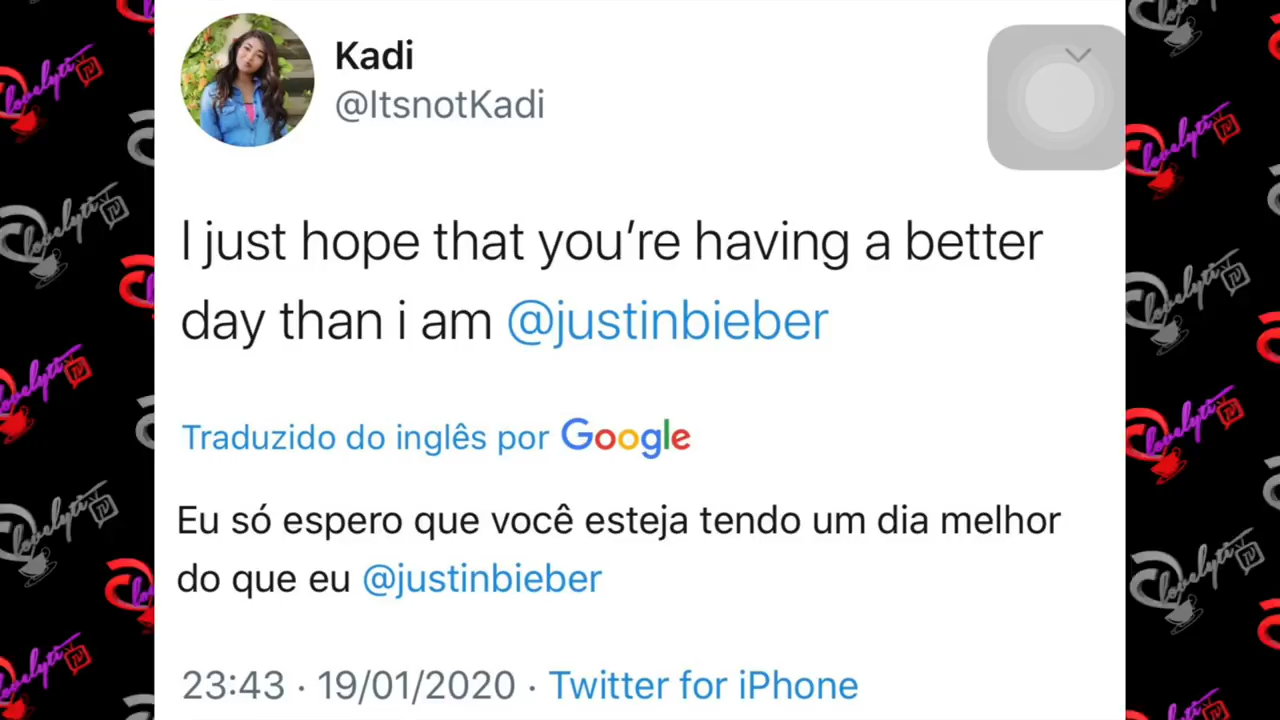 Kadi
@ItsnotKadi
I just hope that you’re having a better
day than i am @justinbieber
Traduzido do inglês por Google
Eu só espero que você esteja tendo um dia melhor
do que eu @justinbieber
23:43 · 19/01/2020 · Twitter for iPhone